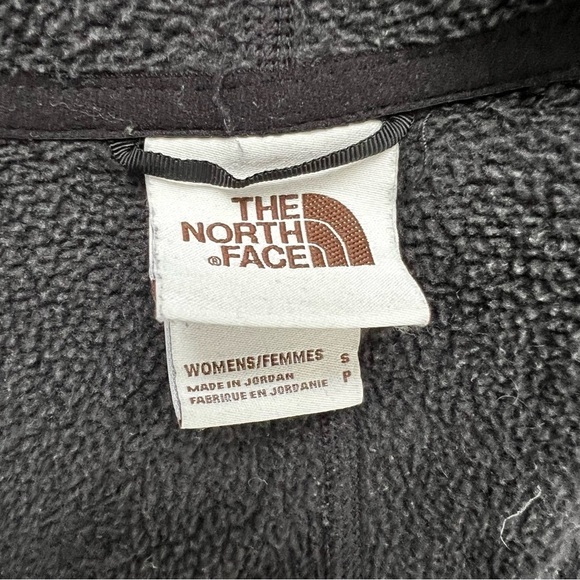 THE
NORTH
® FACE
WOMENS/FEMMES S
MADE IN JORDAN P
FABRIQUE EN JORDANIE